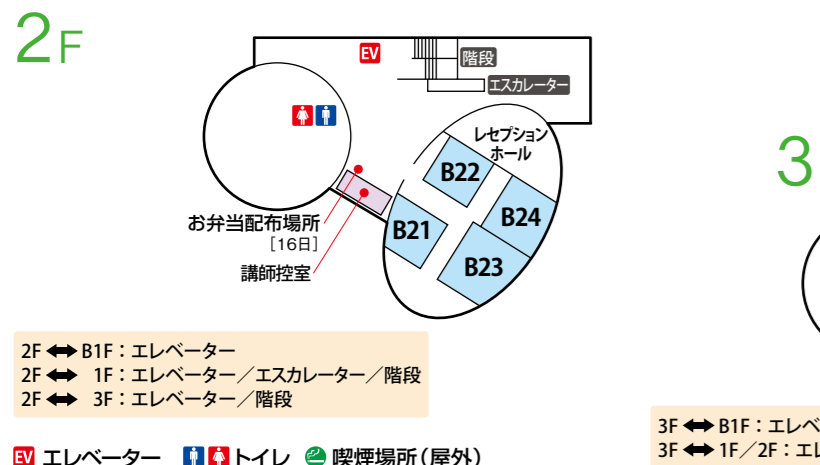 2F
EV
階段
エスカレーター
レセプション
ホール
B22
B24
B21
B23
お弁当配布場所
［16日］
講師控室
2F ⬌ B1F：エレベーター
2F ⬌ 1F：エレベーター／エスカレーター／階段
2F ⬌ 3F：エレベーター／階段
EV エレベーター トイレ 喫煙場所（屋外）
3
3F ⬌ B1F：エレベ
3F ⬌ 1F／2F：エレ